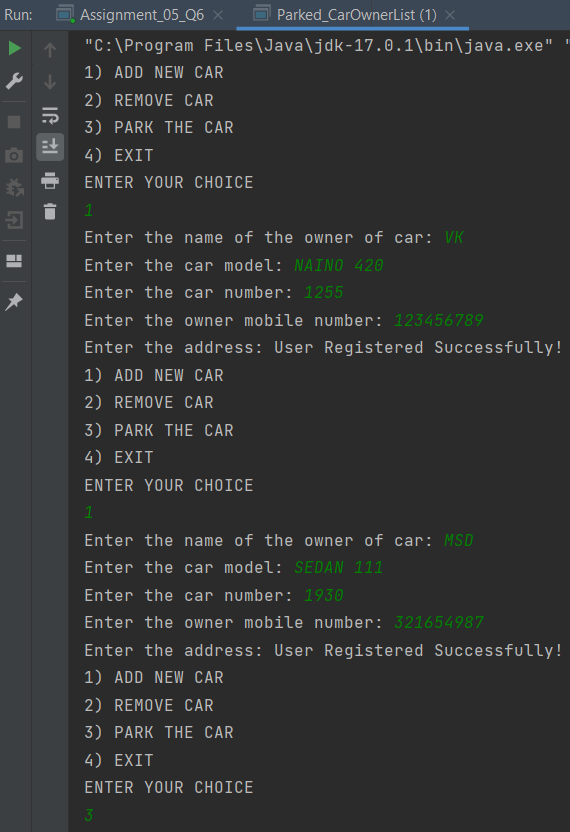 Run: Assignment_05_Q6 Parked_CarOwnerList (1)
"C:\Program Files\Java\jdk-17.0.1\bin\java.exe" "
1) ADD NEW CAR
2) REMOVE CAR
3) PARK THE CAR
4) EXIT
ENTER YOUR CHOICE
1
Enter the name of the owner of car: VK
Enter the car model: NAINO 420
Enter the car number: 1255
Enter the owner mobile number: 123456789
Enter the address: User Registered Successfully!
1) ADD NEW CAR
2) REMOVE CAR
3) PARK THE CAR
4) EXIT
ENTER YOUR CHOICE
1
Enter the name of the owner of car: MSD
Enter the car model: SEDAN 111
Enter the car number: 1930
Enter the owner mobile number: 321654987
Enter the address: User Registered Successfully!
1) ADD NEW CAR
2) REMOVE CAR
3) PARK THE CAR
4) EXIT
ENTER YOUR CHOICE
3